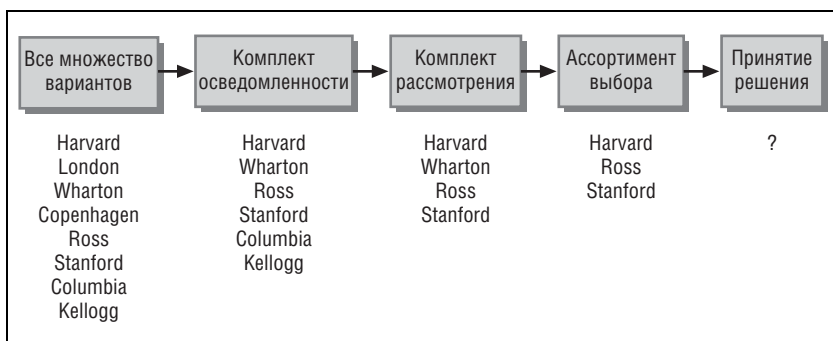 Все множество
вариантов
Комплект
осведомленности
Комплект
рассмотрения
Ассортимент
выбора
Принятие
решения
Harvard
London
Wharton
Copenhagen
Ross
Stanford
Columbia
Kellogg
Harvard
Wharton
Ross
Stanford
Columbia
Kellogg
Harvard
Wharton
Ross
Stanford
Harvard
Ross
Stanford
?